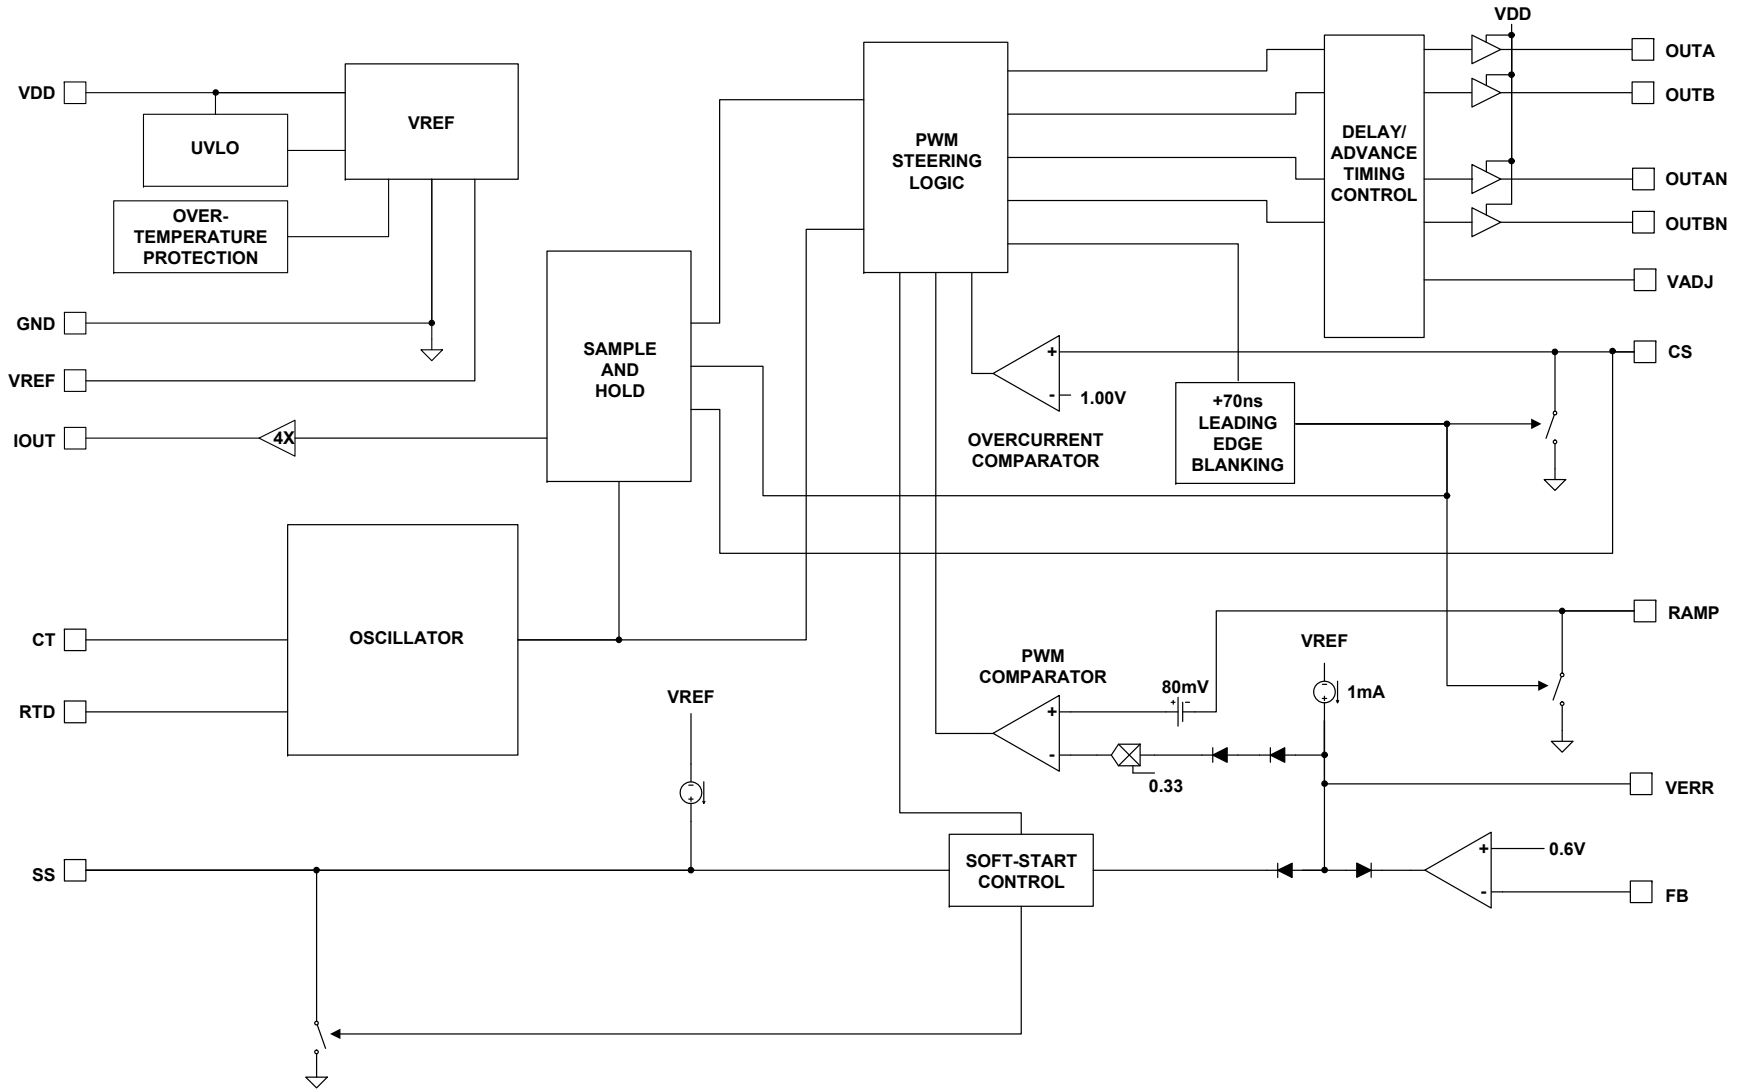 VDD
OUTA
VDD
OUTB
VREF
PWM
STEERING
LOGIC
DELAY/
ADVANCE
TIMING
CONTROL
UVLO
OUTAN
OVER-
TEMPERATURE
PROTECTION
OUTBN
VADJ
GND
SAMPLE
AND
HOLD
+
CS
VREF
-
1.00V
+70ns
LEADING
EDGE
BLANKING
IOUT
4X
OVERCURRENT
COMPARATOR
CT
OSCILLATOR
RAMP
VREF
PWM
COMPARATOR
VREF
80mV
+
-
-
+
1mA
RTD
+
-
0.33
VERR
-
+
SS
SOFT-START
CONTROL
+
0.6V
-
FB